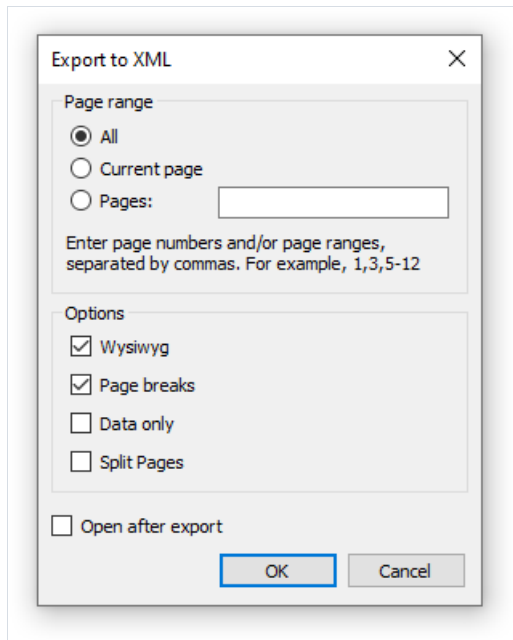 Export to XML
Page range
All
Current page
Pages:
Enter page numbers and/or page ranges,
separated by commas. For example, 1,3,5-12
Options
Wysiwyg
Page breaks
Data only
Split Pages
Open after export
OK Cancel